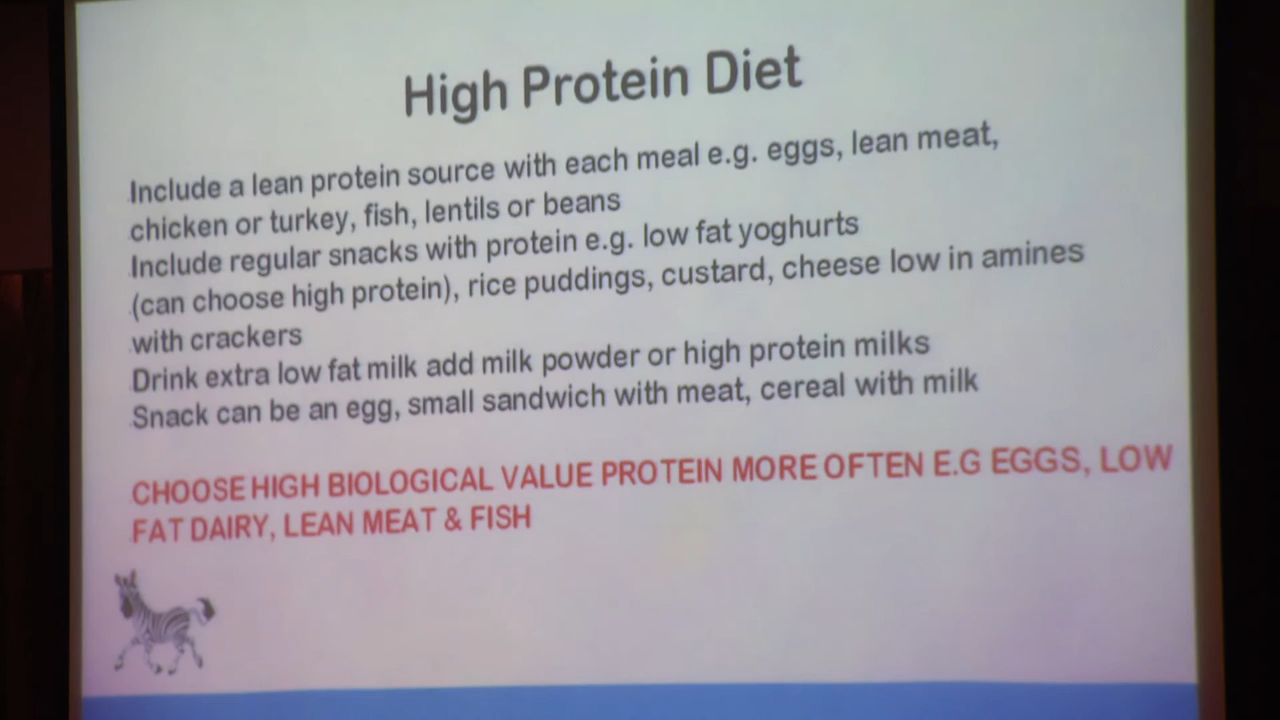 High Protein Diet
Include a lean protein source with each meal e.g. eggs, lean meat,
chicken or turkey, fish, lentils or beans
Include regular snacks with protein e.g. low fat yoghurts
(can choose high protein), rice puddings, custard, cheese low in amines
with crackers
Drink extra low fat milk add milk powder or high protein milks
Snack can be an egg, small sandwich with meat, cereal with milk
CHOOSE HIGH BIOLOGICAL VALUE PROTEIN MORE OFTEN E.G EGGS, LOW
FAT DAIRY, LEAN MEAT & FISH